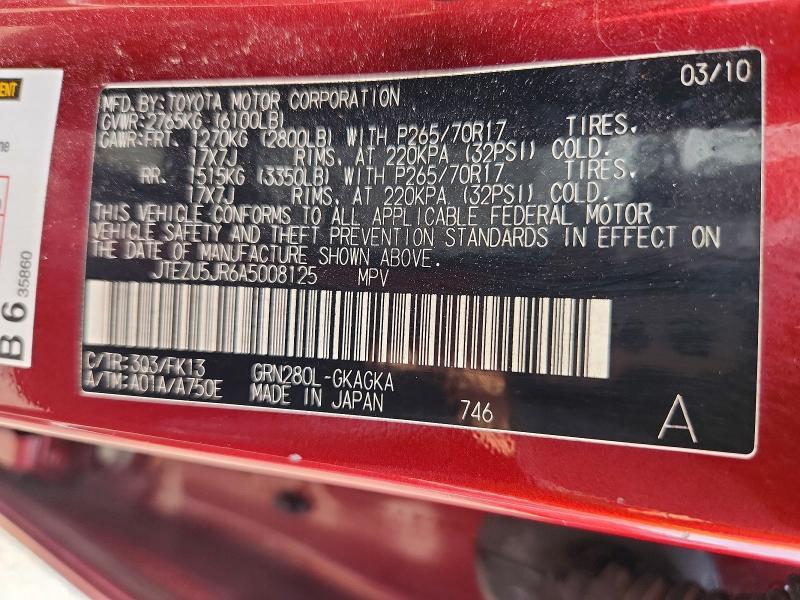 03/10
MFD. BY: TOYOTA MOTOR CORPORATION
GVWR: 2765KG (6100LB)
GAWR: FRT. 1270KG (2800LB) WITH P265/70R17 TIRES,
17X7J RIMS, AT 220KPA (32PSI) COLD.
RR. 1515KG (3350LB) WITH P265/70R17 TIRES,
17X7J RIMS, AT 220KPA (32PSI) COLD.
THIS VEHICLE CONFORMS TO ALL APPLICABLE FEDERAL MOTOR
VEHICLE SAFETY AND THEFT PREVENTION STANDARDS IN EFFECT ON
THE DATE OF MANUFACTURE SHOWN ABOVE.
JTEZU5JR6A5008125 MPV
C/TR: 3Q3/FK13 GRN280L-GKAGKA
A/TM: A01A/A750E MADE IN JAPAN 746 A
B 6 35860